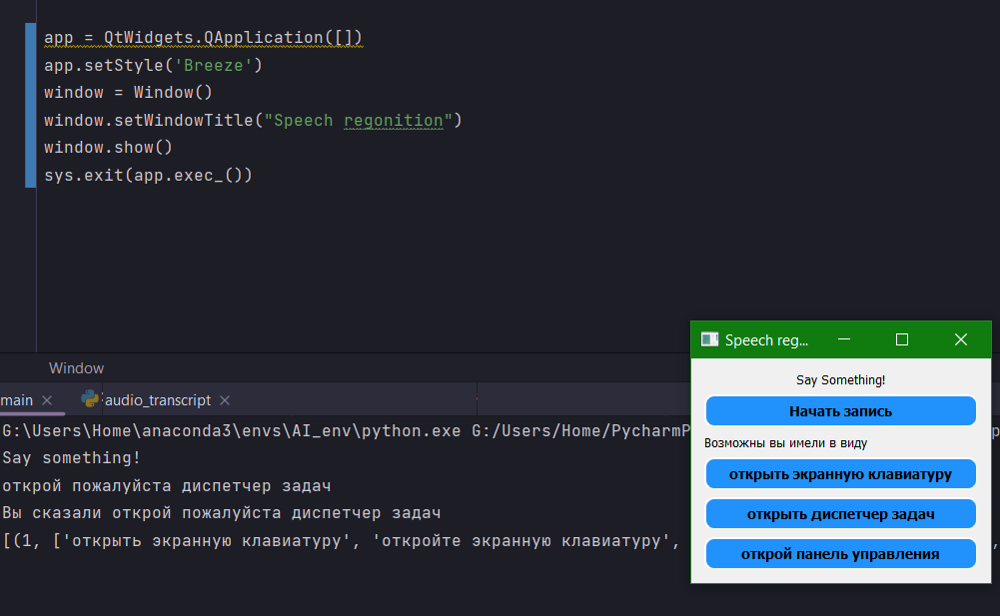 app = QtWidgets.QApplication([])
app.setStyle('Breeze')
window = Window()
window.setWindowTitle("Speech regonition")
window.show()
sys.exit(app.exec_())
Window
main
audio_transcript
G:\Users\Home\anaconda3\envs\AI_env\python.exe G:/Users/Home/PycharmP
Say something!
открой пожалуйста диспетчер задач
Вы сказали открой пожалуйста диспетчер задач
[(1, ['открыть экранную клавиатуру', 'откройте экранную клавиатуру',
Speech reg...
Say Something!
Начать запись
Возможны вы имели в виду
открыть экранную клавиатуру
открыть диспетчер задач
открой панель управления